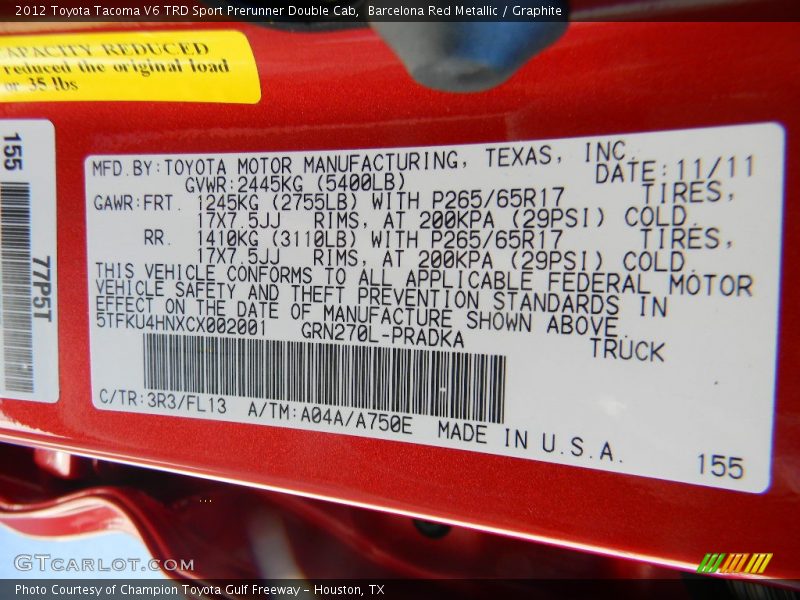 2012 Toyota Tacoma V6 TRD Sport Prerunner Double Cab, Barcelona Red Metallic / Graphite
CAPACITY REDUCED
reduced the original load
or 35 lbs
155
77P5T
MFD.BY:TOYOTA MOTOR MANUFACTURING, TEXAS, INC.
DATE:11/11
GVWR:2445KG (5400LB)
GAWR:FRT. 1245KG (2755LB) WITH P265/65R17 TIRES,
17X7.5JJ RIMS, AT 200KPA (29PSI) COLD.
RR. 1410KG (3110LB) WITH P265/65R17 TIRES,
17X7.5JJ RIMS, AT 200KPA (29PSI) COLD.
THIS VEHICLE CONFORMS TO ALL APPLICABLE FEDERAL MOTOR
VEHICLE SAFETY AND THEFT PREVENTION STANDARDS IN
EFFECT ON THE DATE OF MANUFACTURE SHOWN ABOVE.
5TFKU4HNXCX002001 GRN270L-PRADKA TRUCK
C/TR:3R3/FL13 A/TM:A04A/A750E MADE IN U.S.A.
155
GTCARLOT.COM
Photo Courtesy of Champion Toyota Gulf Freeway - Houston, TX